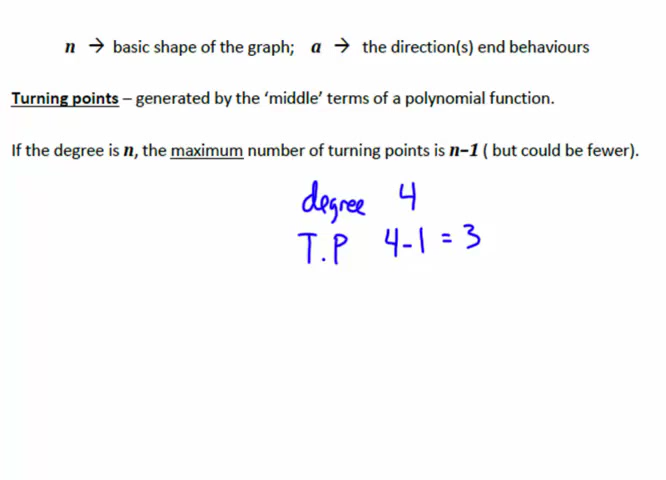 n → basic shape of the graph; a → the direction(s) end behaviours
Turning points – generated by the ‘middle’ terms of a polynomial function.
If the degree is n, the maximum number of turning points is n–1 ( but could be fewer).
degree 4
T.P 4-1 = 3